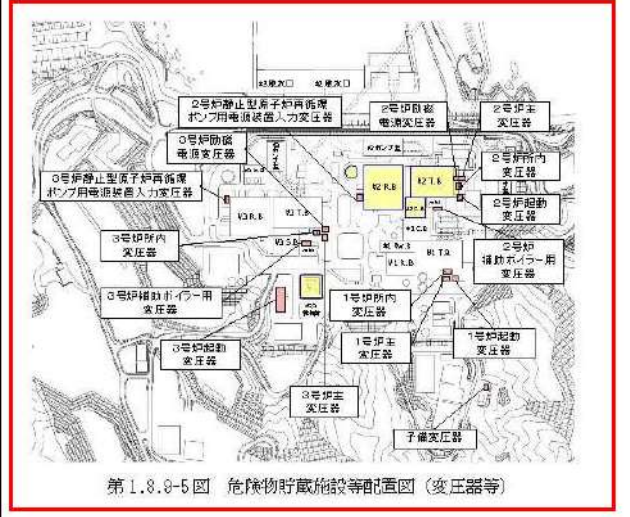 2号炉静止型原子炉再循環
ポンプ用電源装置入力変圧器
2号炉励磁
電源変圧器
2号炉主
変圧器
3号炉励磁
電源変圧器
2号炉所内
変圧器
3号炉静止型原子炉再循環
ポンプ用電源装置入力変圧器
2号炉起動
変圧器
3号炉所内
変圧器
2号炉
補助ボイラー用
変圧器
3号炉補助ボイラー用
変圧器
1号炉所内
変圧器
3号炉起動
変圧器
1号炉主
変圧器
1号炉起動
変圧器
3号炉主
変圧器
予備変圧器
#2 R.B
#2 T.B
#3 R.B
#3 T.B
#3 S.B
#1 R.B
#1 T.B
第1.8.9-5図 危険物貯蔵施設等配置図（変圧器等）